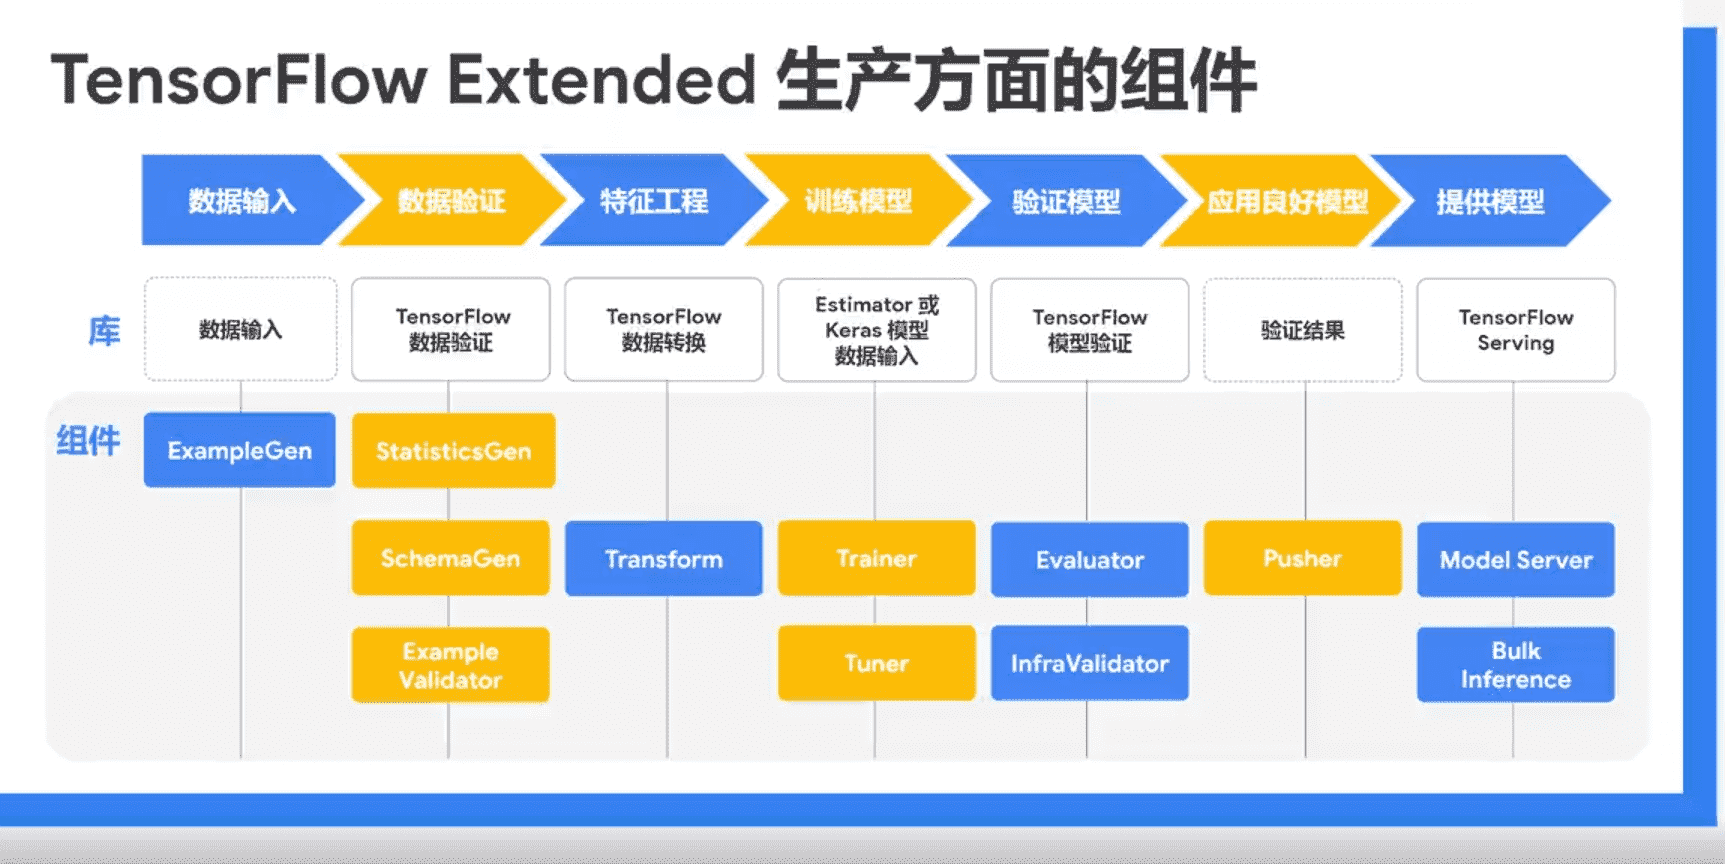 TensorFlow Extended 生产方面的组件
数据输入
数据验证
特征工程
训练模型
验证模型
应用良好模型
提供模型
库
数据输入
TensorFlow
数据验证
TensorFlow
数据转换
Estimator 或
Keras 模型
数据输入
TensorFlow
模型验证
验证结果
TensorFlow
Serving
组件
ExampleGen
StatisticsGen
SchemaGen
Transform
Trainer
Evaluator
Pusher
Model Server
Example
Validator
Tuner
InfraValidator
Bulk
Inference